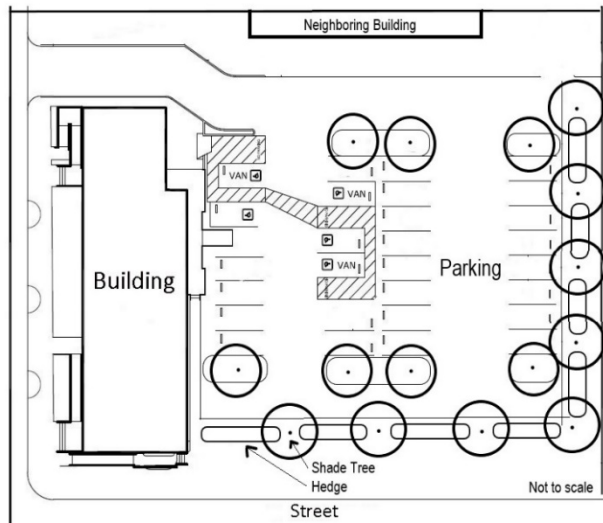 Neighboring Building
VAN
VAN
Building
VAN
Parking
Shade Tree
Hedge
Not to scale
Street